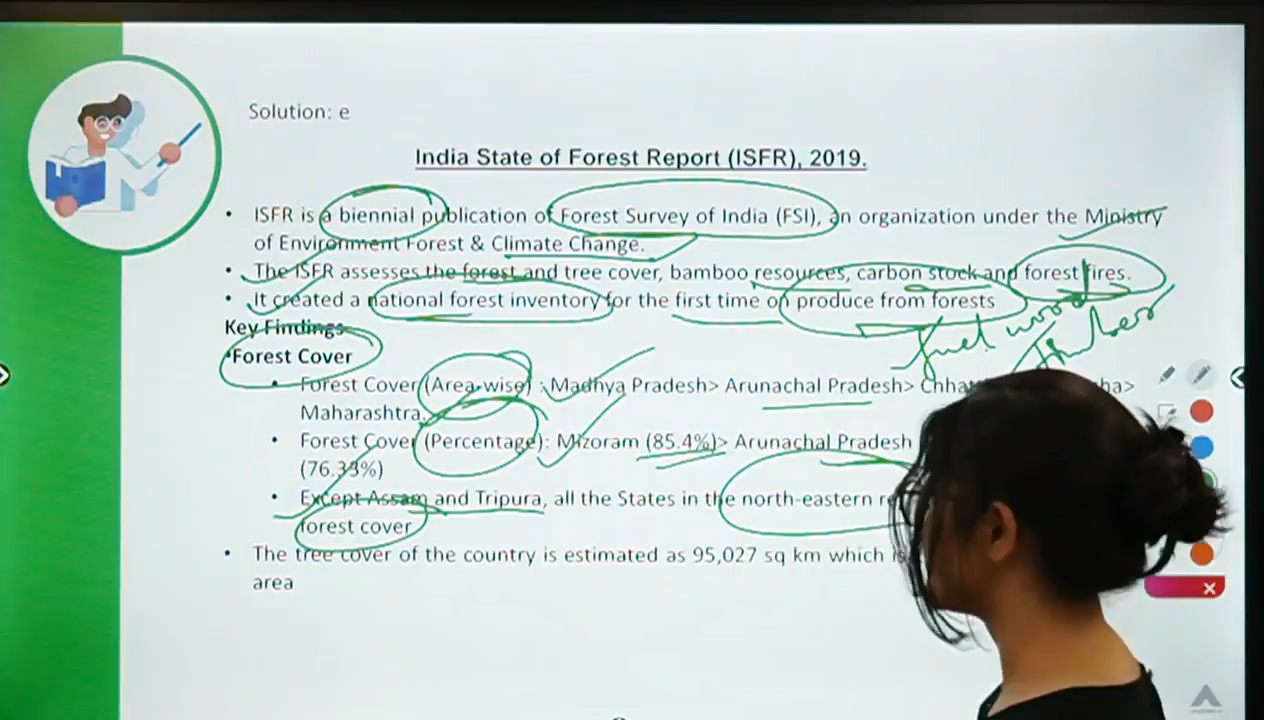 Solution: e
India State of Forest Report (ISFR), 2019.
• ISFR is a biennial publication of Forest Survey of India (FSI), an organization under the Ministry
of Environment Forest & Climate Change.
• The ISFR assesses the forest and tree cover, bamboo resources, carbon stock and forest fires.
• It created a national forest inventory for the first time on produce from forests
fuel wood
timber
Key Findings
Forest Cover
• Forest Cover (Area-wise) : Madhya Pradesh> Arunachal Pradesh>
Maharashtra.
• Forest Cover (Percentage): Mizoram (85.4%)> Arunachal Pradesh
(76.33%)
• Except Assam and Tripura, all the States in the north-eastern
forest cover
• The tree cover of the country is estimated as 95,027 sq km which
area